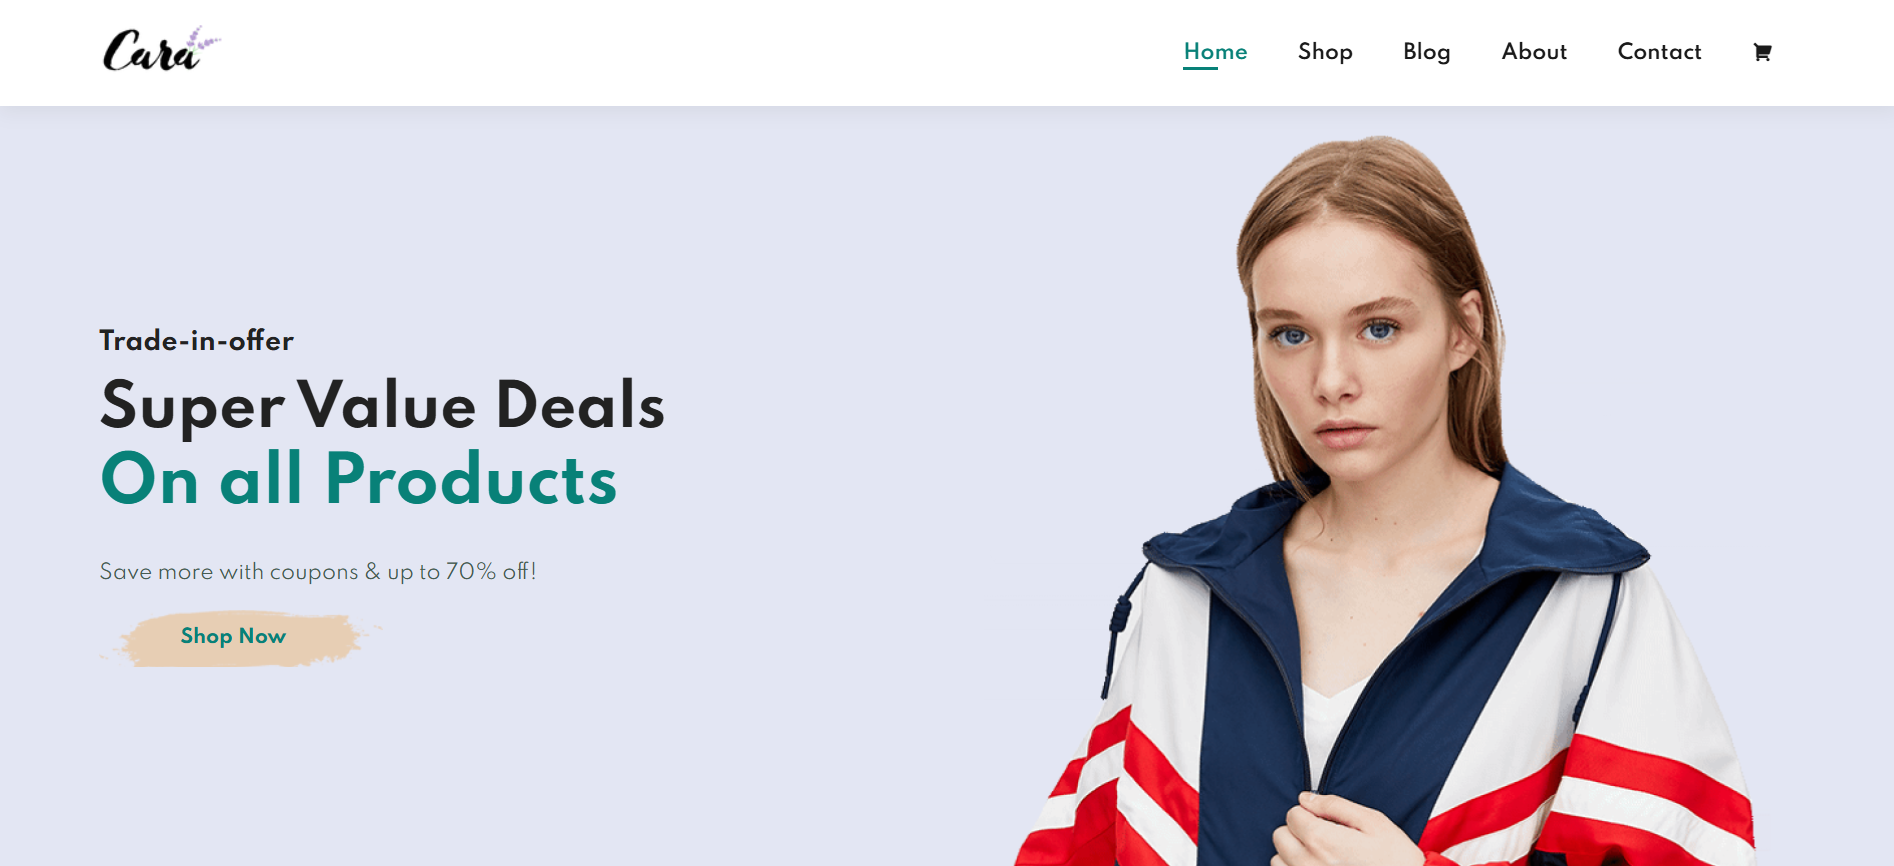 Cara
Home Shop Blog About Contact
Trade-in-offer
Super Value Deals
On all Products
Save more with coupons & up to 70% off!
Shop Now